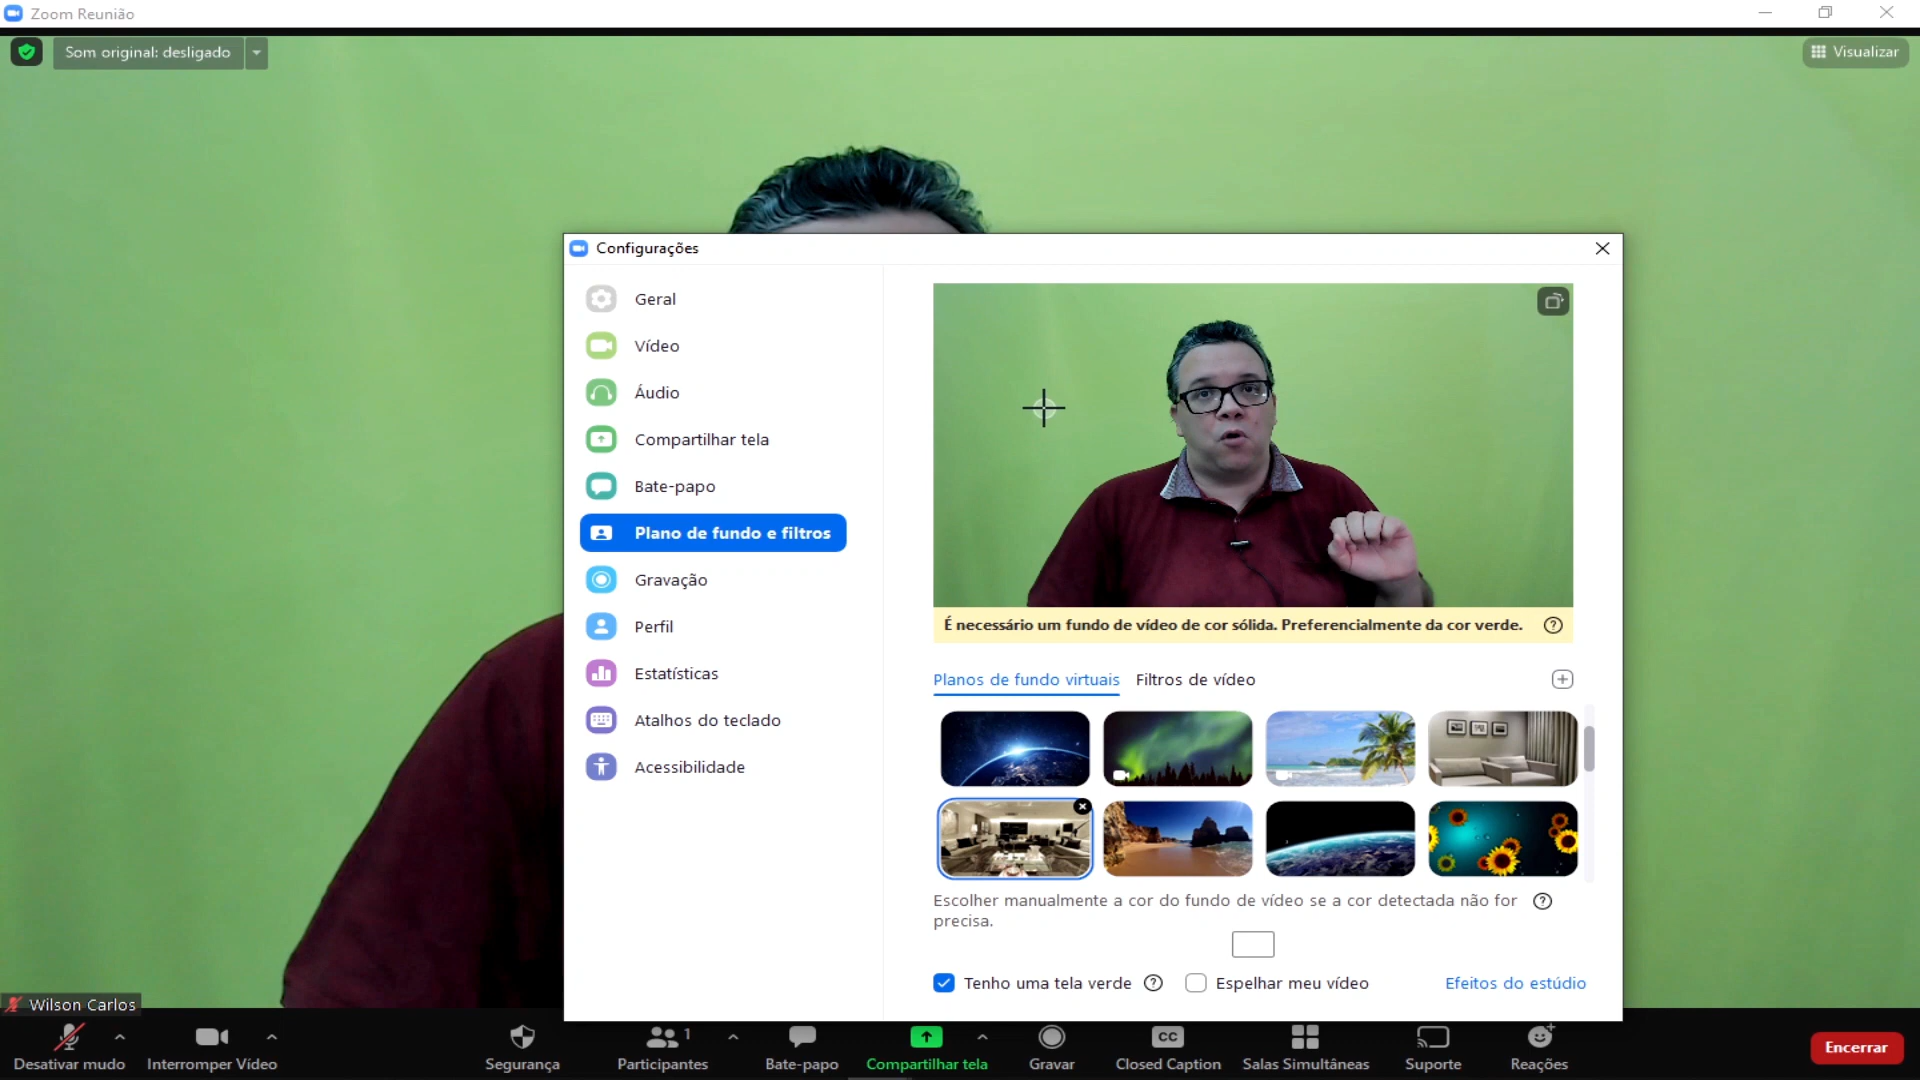 Zoom Reunião
Som original: desligado
Visualizar
Configurações
Geral
Vídeo
Áudio
Compartilhar tela
Bate-papo
Plano de fundo e filtros
Gravação
Perfil
Estatísticas
Atalhos do teclado
Acessibilidade
É necessário um fundo de vídeo de cor sólida. Preferencialmente da cor verde.
Planos de fundo virtuais Filtros de vídeo
Escolher manualmente a cor do fundo de vídeo se a cor detectada não for
precisa.
Tenho uma tela verde Espelhar meu vídeo Efeitos do estúdio
Wilson Carlos
1
CC
Desativar mudo Interromper Vídeo Segurança Participantes Bate-papo Compartilhar tela Gravar Closed Caption Salas Simultâneas Suporte Reações
Encerrar